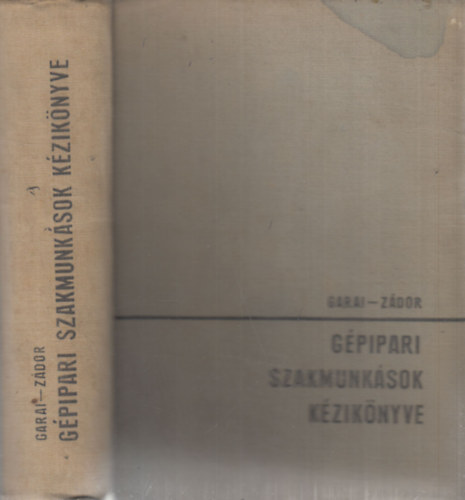 GARAI—ZÁDOR
GÉPIPARI SZAKMUNKÁSOK KÉZIKÖNYVE
GARAI—ZÁDOR
GÉPIPARI
SZAKMUNKÁSOK
KÉZIKÖNYVE